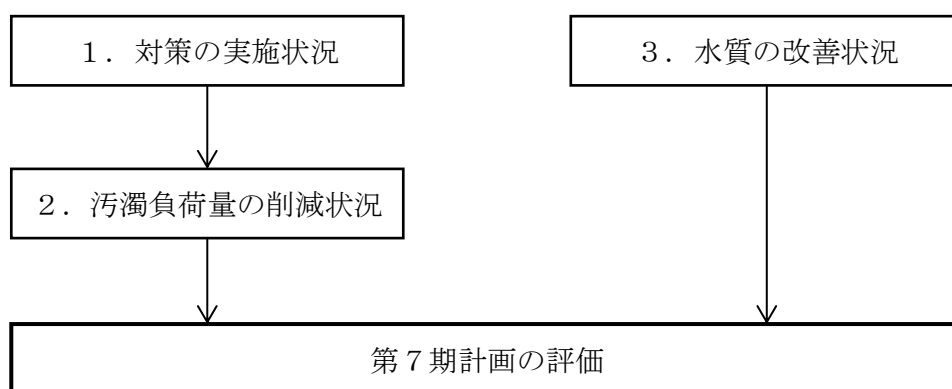 １．対策の実施状況
３．水質の改善状況
２．汚濁負荷量の削減状況
第７期計画の評価